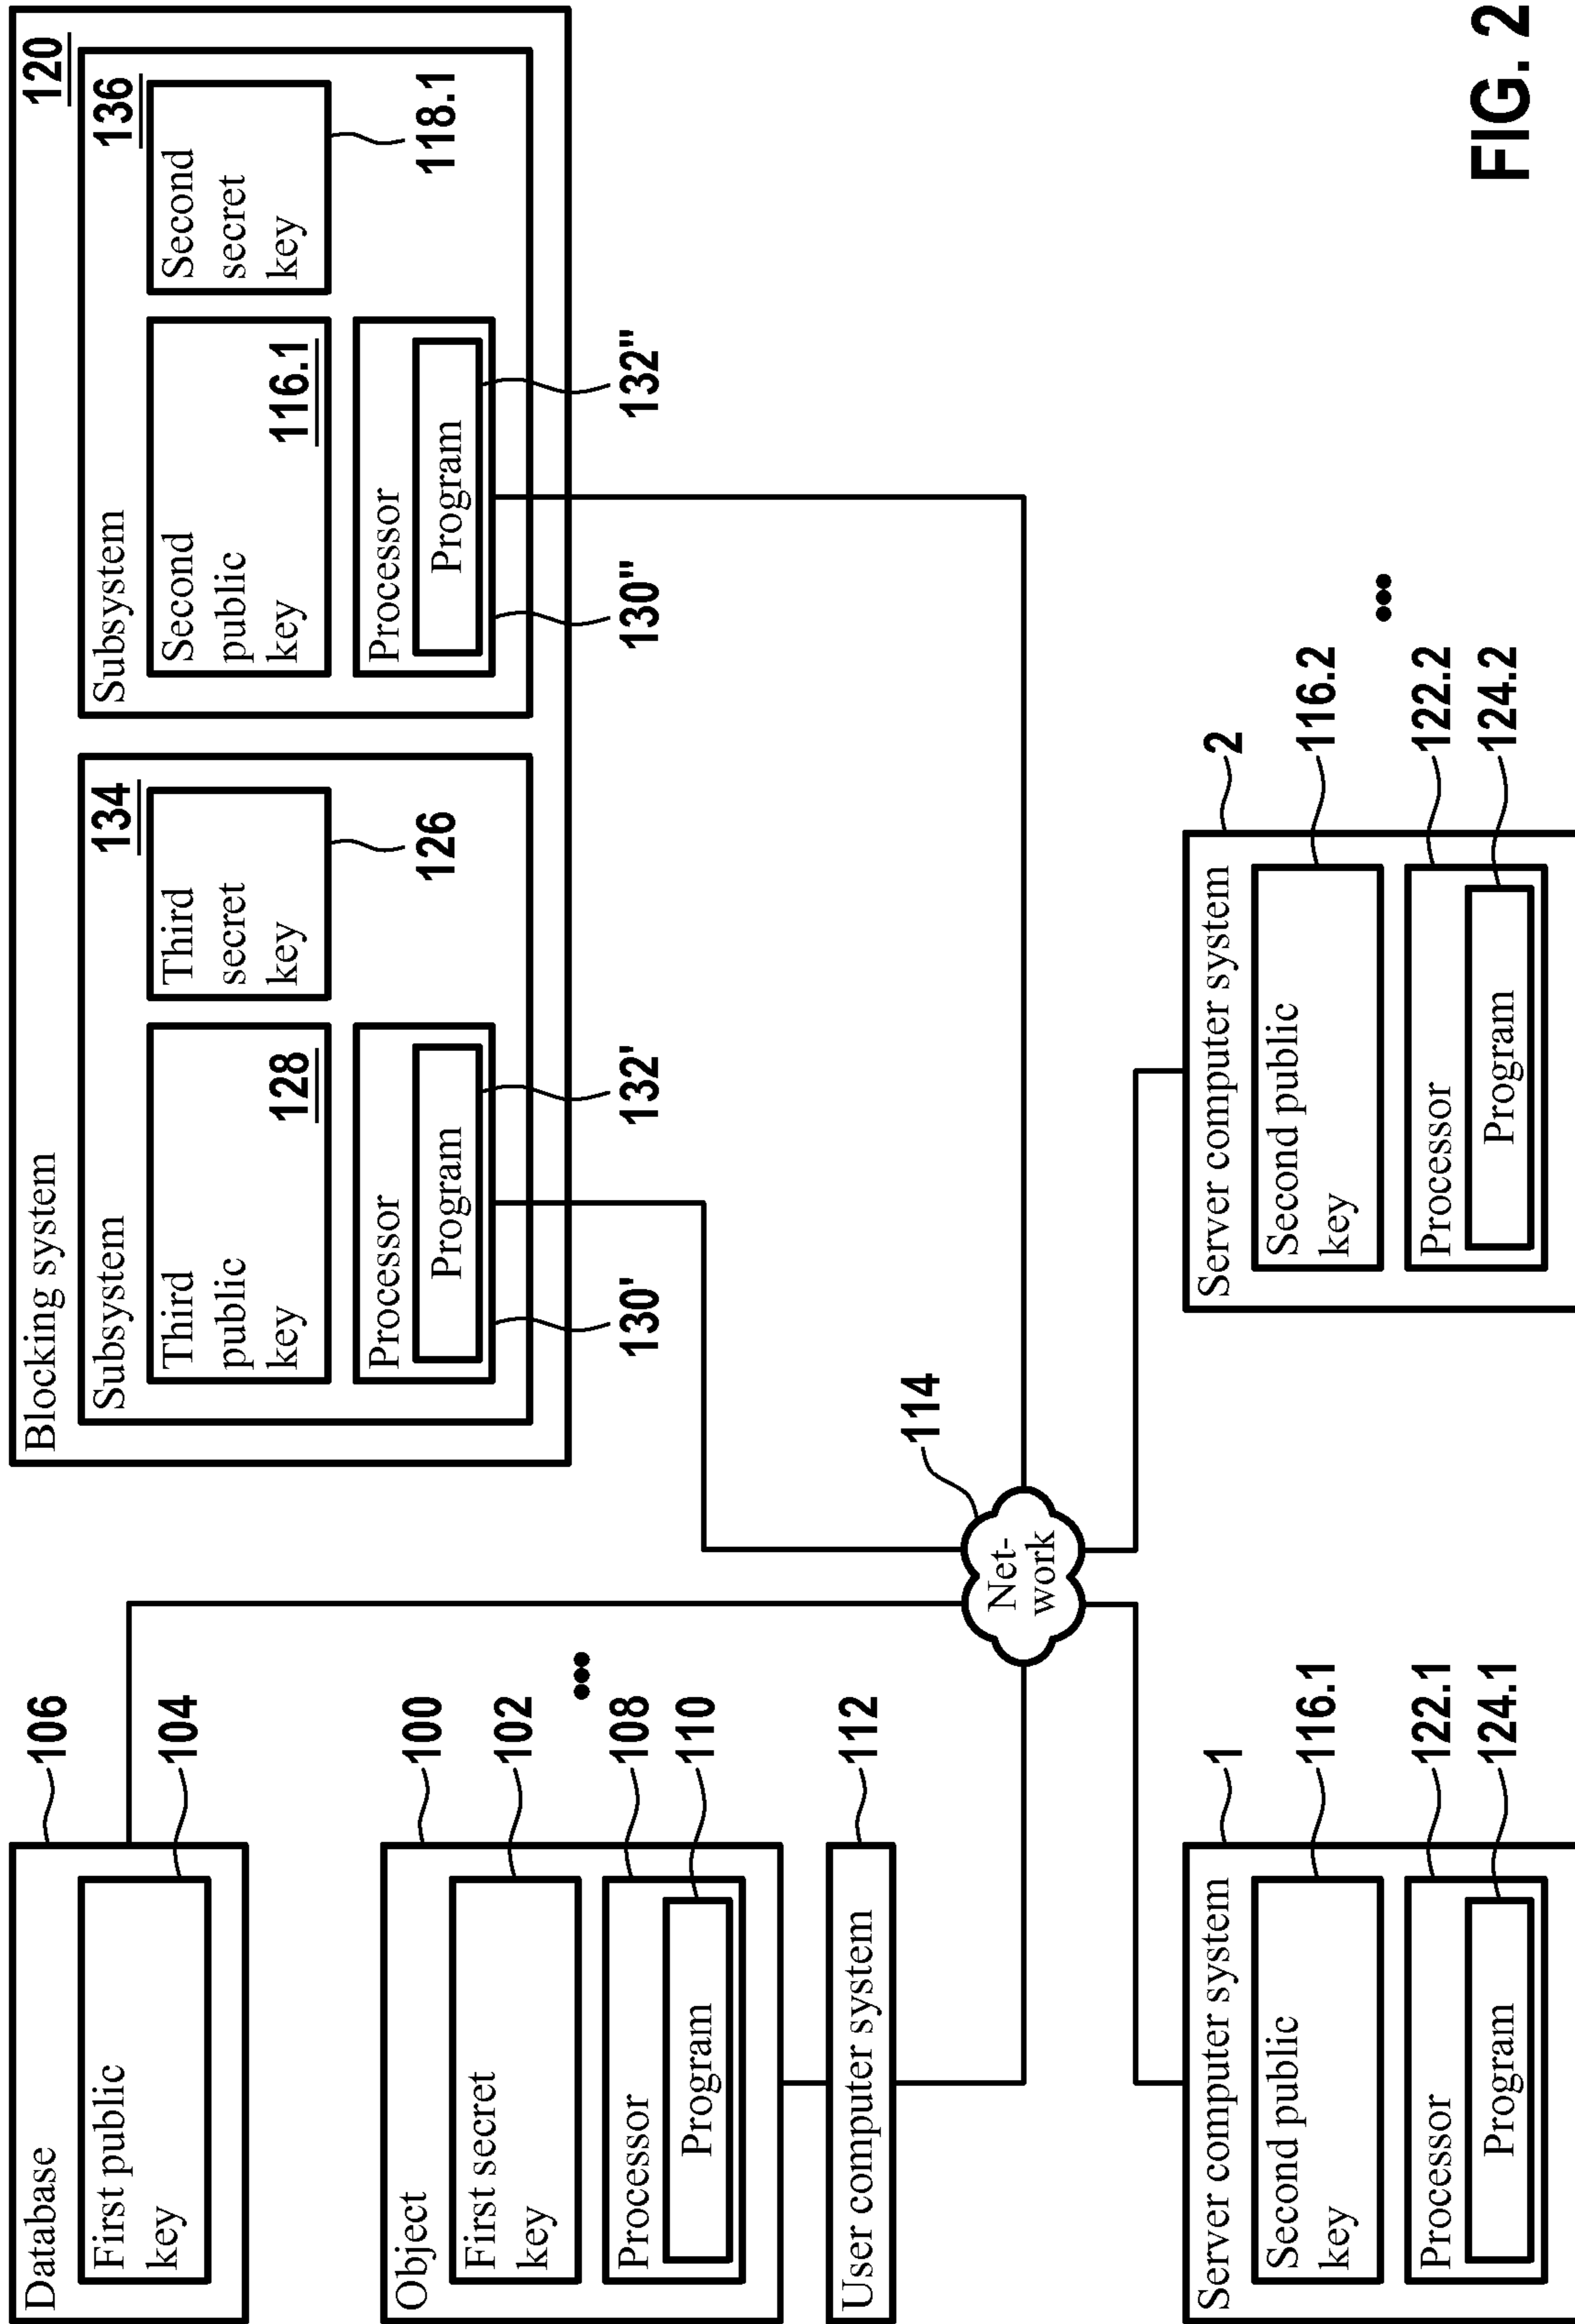 Database
106
First public
key
104
Object
100
First secret
key
102
Processor
108
Program
110
User computer system
112
Blocking system
120
Subsystem
134
Third
public
key
128
Third
secret
key
126
Processor
Program
130'
132'
Subsystem
136
Second
public
key
116.1
Second
secret
key
118.1
Processor
Program
130"
132"
114
Net-
work
Server computer system
1
Second public
key
116.1
Processor
122.1
Program
124.1
Server computer system
2
Second public
key
116.2
Processor
122.2
Program
124.2
FIG. 2